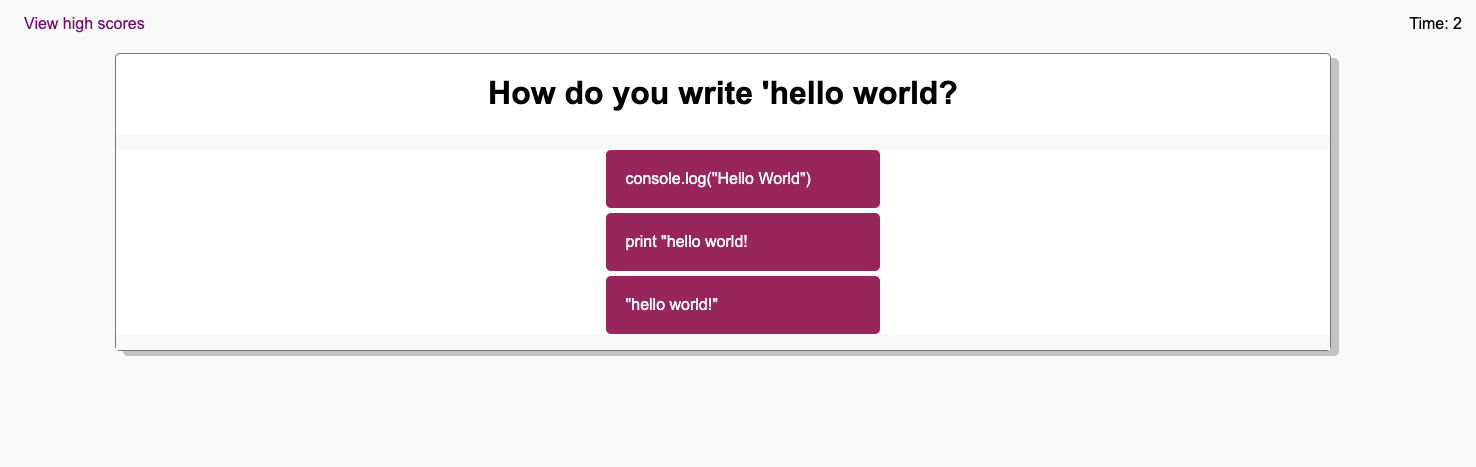 View high scores
Time: 2
How do you write 'hello world?
console.log("Hello World")
print "hello world!
"hello world!"